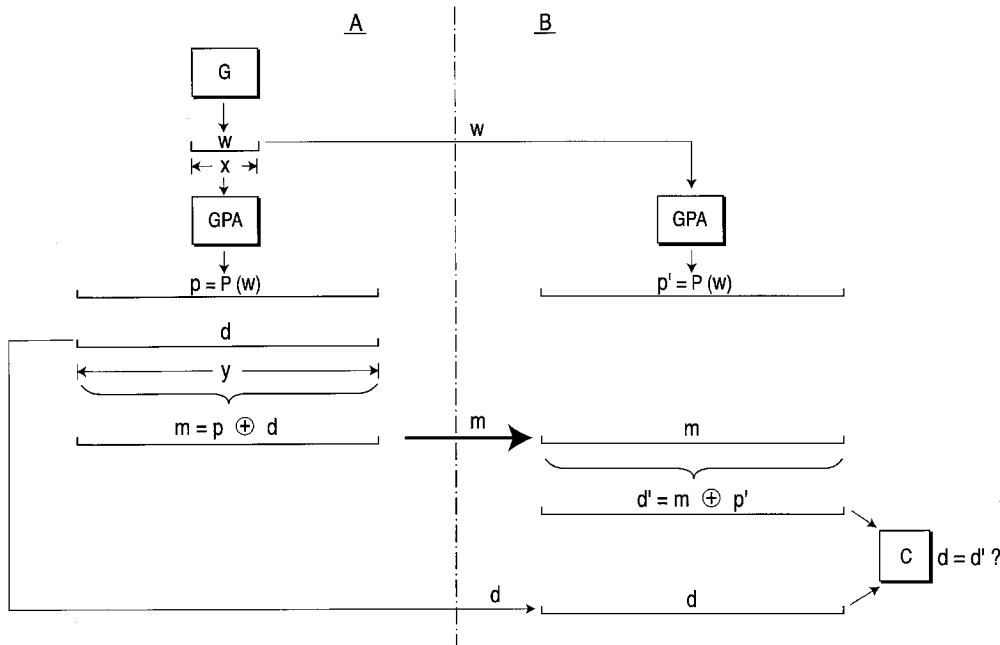 A B
G
w w
x
GPA GPA
p = P (w) p' = P (w)
d
y
m = p ⊕ d m m
d' = m ⊕ p'
C d = d' ?
d d